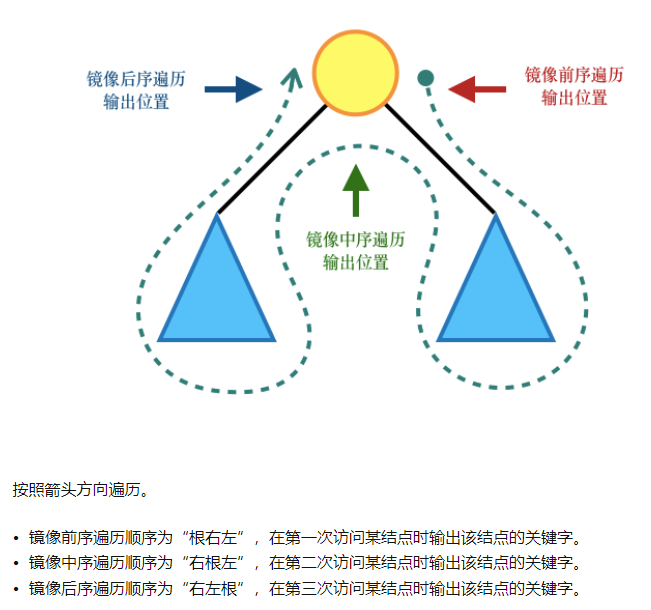 镜像后序遍历
输出位置
镜像前序遍历
输出位置
镜像中序遍历
输出位置
按照箭头方向遍历。
• 镜像前序遍历顺序为“根右左”，在第一次访问某结点时输出该结点的关键字。
• 镜像中序遍历顺序为“右根左”，在第二次访问某结点时输出该结点的关键字。
• 镜像后序遍历顺序为“右左根”，在第三次访问某结点时输出该结点的关键字。